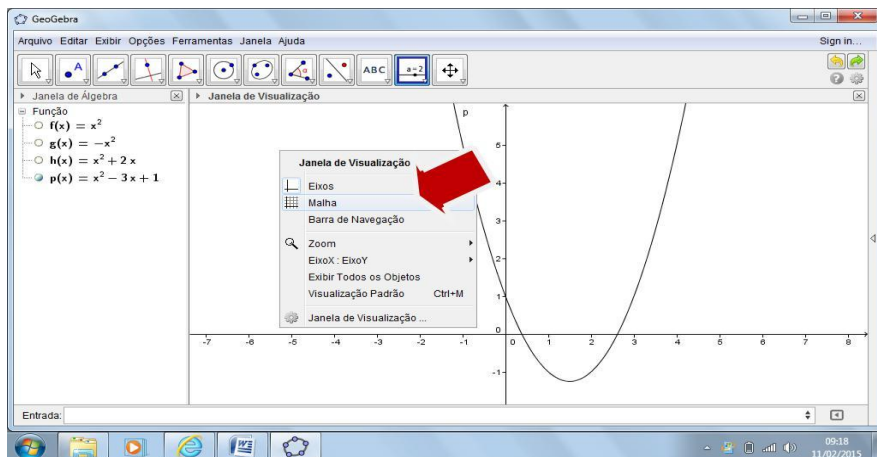 GeoGebra
Arquivo Editar Exibir Opções Ferramentas Janela Ajuda
Sign in...
A
ABC
a=2
Janela de Álgebra
Janela de Visualização
Função
f(x) = x²
g(x) = −x²
h(x) = x² + 2 x
p(x) = x² − 3 x + 1
p
Janela de Visualização
Eixos
Malha
Barra de Navegação
Zoom
EixoX : EixoY
Exibir Todos os Objetos
Visualização Padrão Ctrl+M
Janela de Visualização ...
6
4
3
2
1
0
-1
-7 -6 -5 -4 -3 -2 -1 0 1 2 3 4 5 6 7 8
Entrada:
W
09:18
11/02/2015